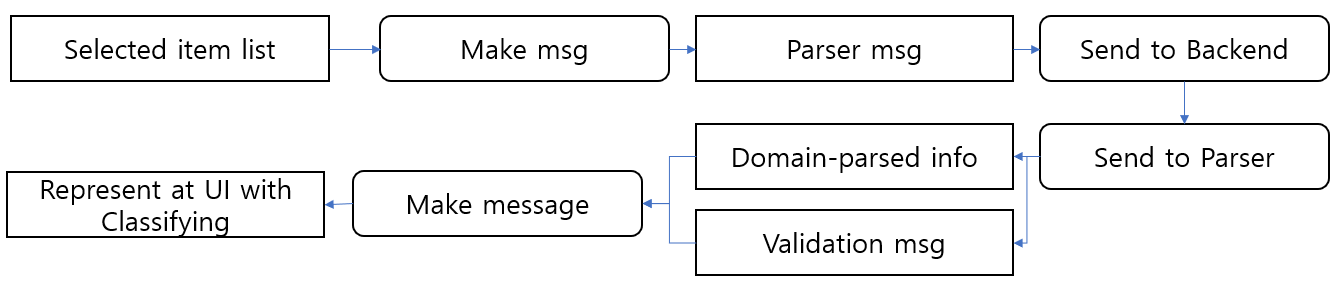 Selected item list
Make msg
Parser msg
Send to Backend
Send to Parser
Domain-parsed info
Validation msg
Make message
Represent at UI with
Classifying